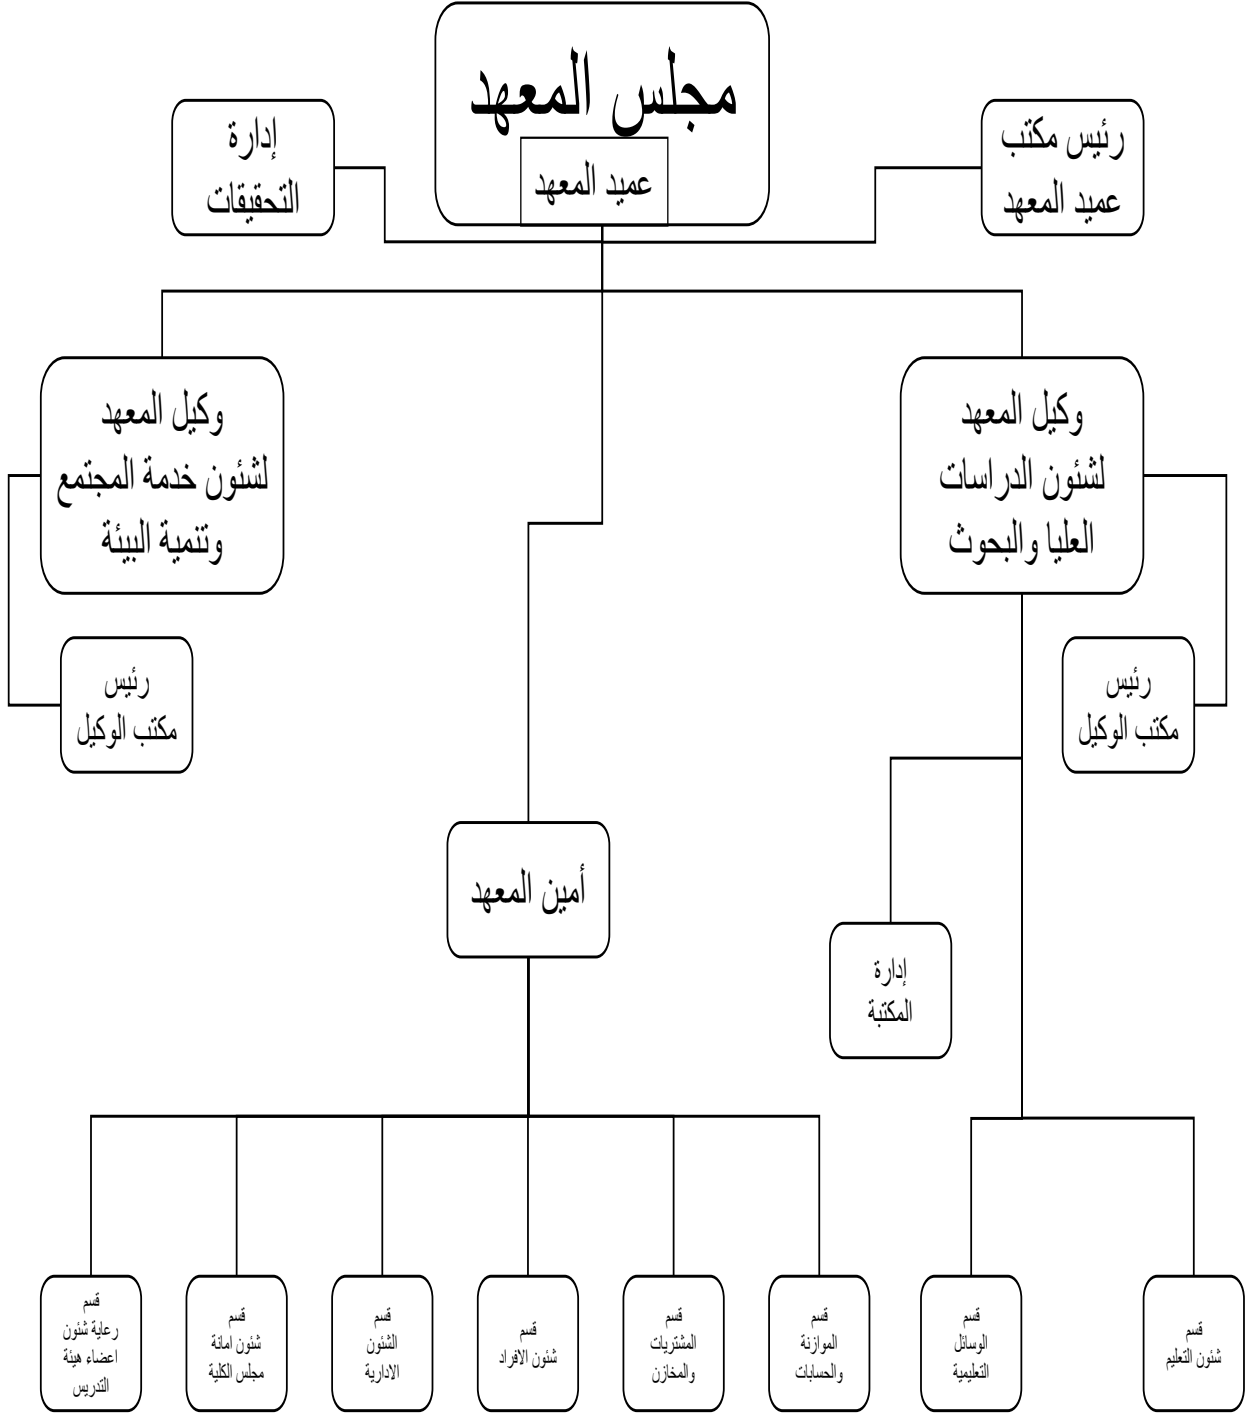 مجلس المعهد
عميد المعهد
رئيس مكتب
عميد المعهد
إدارة
التحقيقات
وكيل المعهد
لشئون الدراسات
العليا والبحوث
وكيل المعهد
لشئون خدمة المجتمع
وتنمية البيئة
رئيس
مكتب الوكيل
رئيس
مكتب الوكيل
أمين المعهد
إدارة
المكتبة
قسم
شئون التعليم
قسم
الوسائل
التعليمية
قسم
الموازنة
والحسابات
قسم
المشتريات
والمخازن
قسم
شئون الافراد
قسم
الشئون
الادارية
قسم
شئون امانة
مجلس الكلية
قسم
رعاية شئون
اعضاء هيئة
التدريس